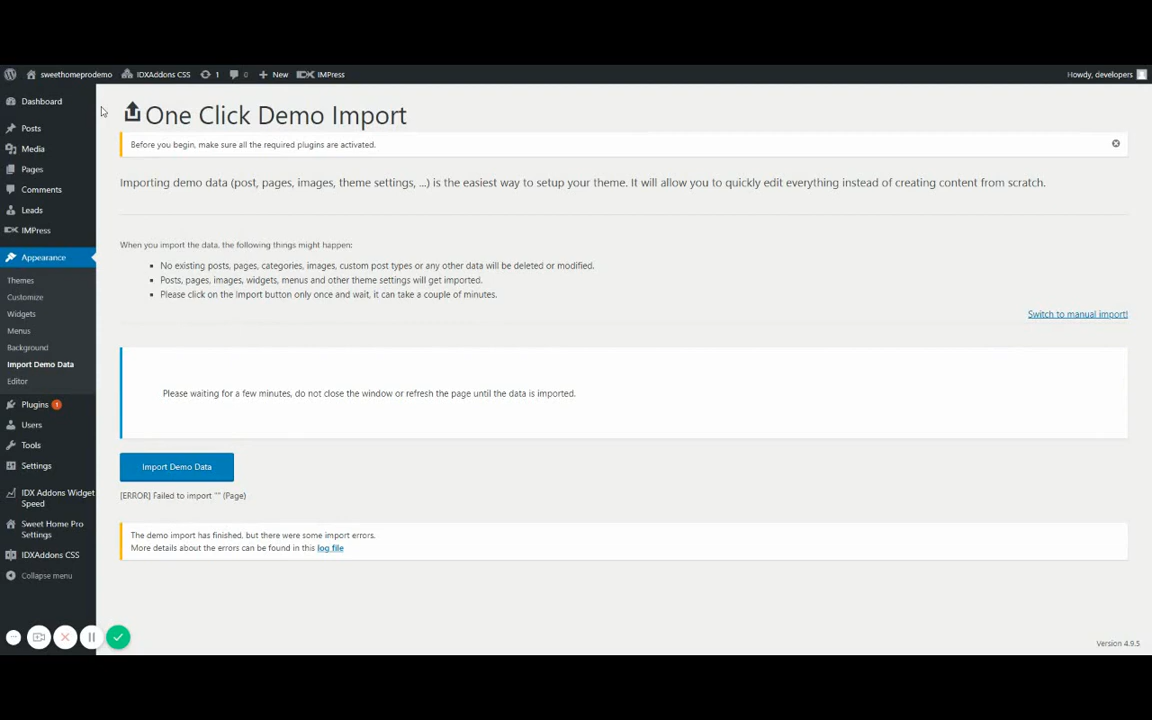 sweethomeprodemo IDXAddons CSS 1 0 New IMPress Howdy, developers
Dashboard
Posts
Media
Pages
Comments
Leads
IMPress
Appearance
Themes
Customize
Widgets
Menus
Background
Import Demo Data
Editor
Plugins 1
Users
Tools
Settings
IDX Addons Widget
Speed
Sweet Home Pro
Settings
IDXAddons CSS
Collapse menu
One Click Demo Import
Before you begin, make sure all the required plugins are activated.
Importing demo data (post, pages, images, theme settings, ...) is the easiest way to setup your theme. It will allow you to quickly edit everything instead of creating content from scratch.
When you import the data, the following things might happen:
No existing posts, pages, categories, images, custom post types or any other data will be deleted or modified.
Posts, pages, images, widgets, menus and other theme settings will get imported.
Please click on the import button only once and wait, it can take a couple of minutes.
Switch to manual import!
Please waiting for a few minutes, do not close the window or refresh the page until the data is imported.
Import Demo Data
[ERROR] Failed to import "" (Page)
The demo import has finished, but there were some import errors.
More details about the errors can be found in this log file
Version 4.9.5